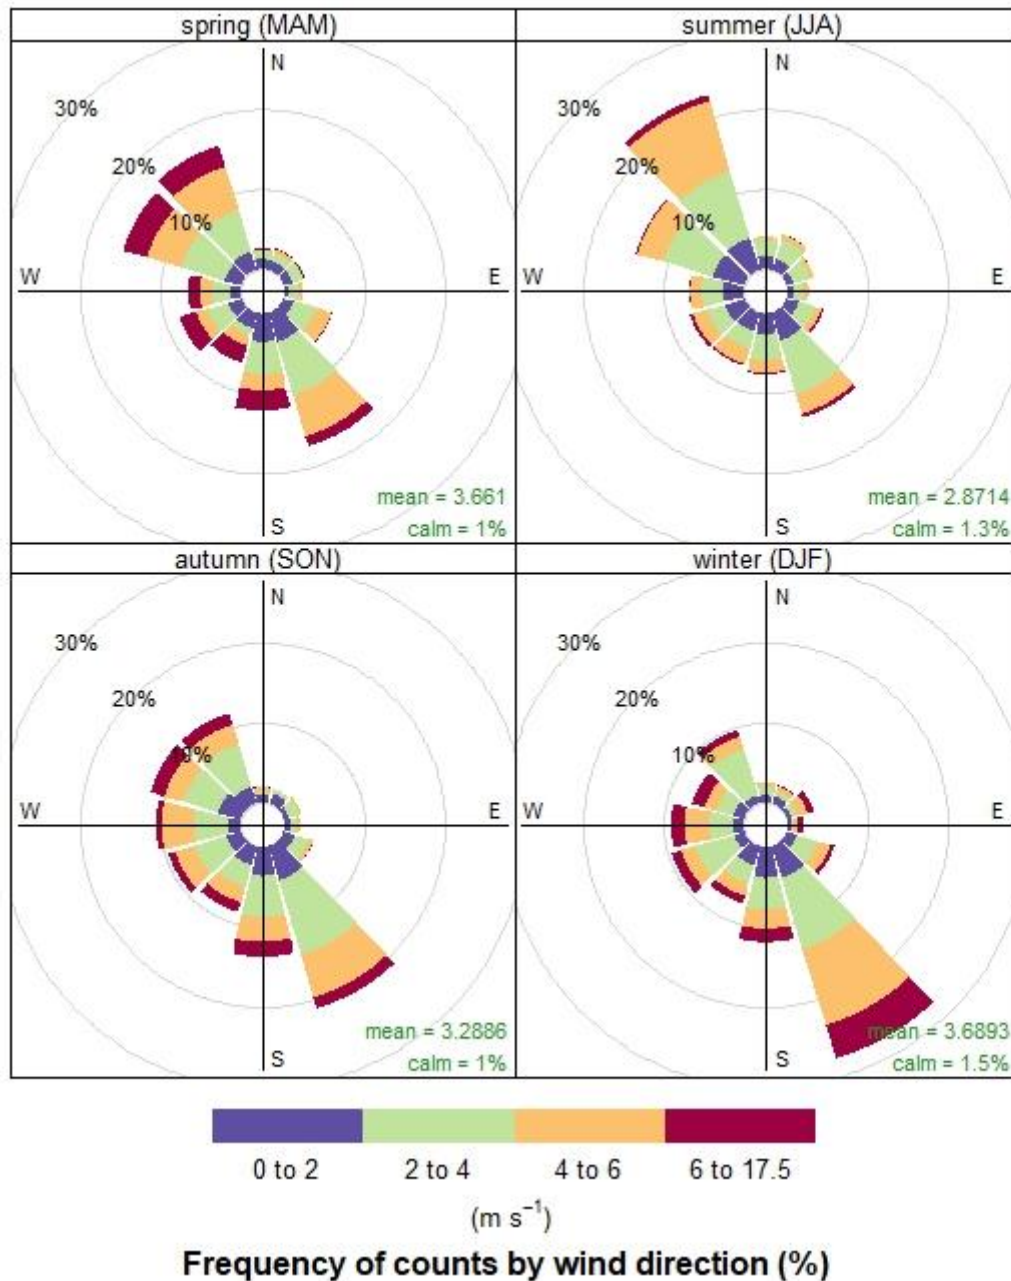 spring (MAM)
N
30%
20%
10%
W
E
S
mean = 3.661
calm = 1%
summer (JJA)
N
30%
20%
10%
W
E
S
mean = 2.8714
calm = 1.3%
autumn (SON)
N
30%
20%
10%
W
E
S
mean = 3.2886
calm = 1%
winter (DJF)
N
30%
20%
10%
W
E
S
mean = 3.6893
calm = 1.5%
0 to 2 2 to 4 4 to 6 6 to 17.5
(m s⁻¹)
Frequency of counts by wind direction (%)